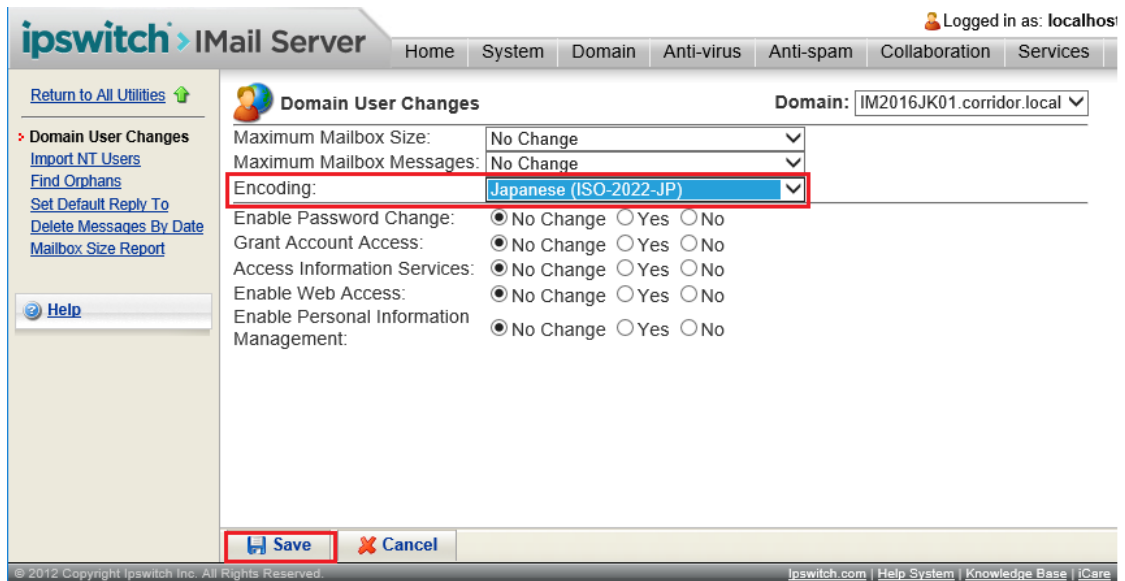 ipswitch IMail Server
Logged in as: localhost
Home System Domain Anti-virus Anti-spam Collaboration Services
Return to All Utilities
Domain User Changes
Import NT Users
Find Orphans
Set Default Reply To
Delete Messages By Date
Mailbox Size Report
Help
Domain User Changes
Domain: IM2016JK01.corridor.local
Maximum Mailbox Size: No Change
Maximum Mailbox Messages: No Change
Encoding: Japanese (ISO-2022-JP)
Enable Password Change: No Change Yes No
Grant Account Access: No Change Yes No
Access Information Services: No Change Yes No
Enable Web Access: No Change Yes No
Enable Personal Information
Management: No Change Yes No
Save Cancel
© 2012 Copyright Ipswitch Inc. All Rights Reserved.
Ipswitch.com | Help System | Knowledge Base | iCare